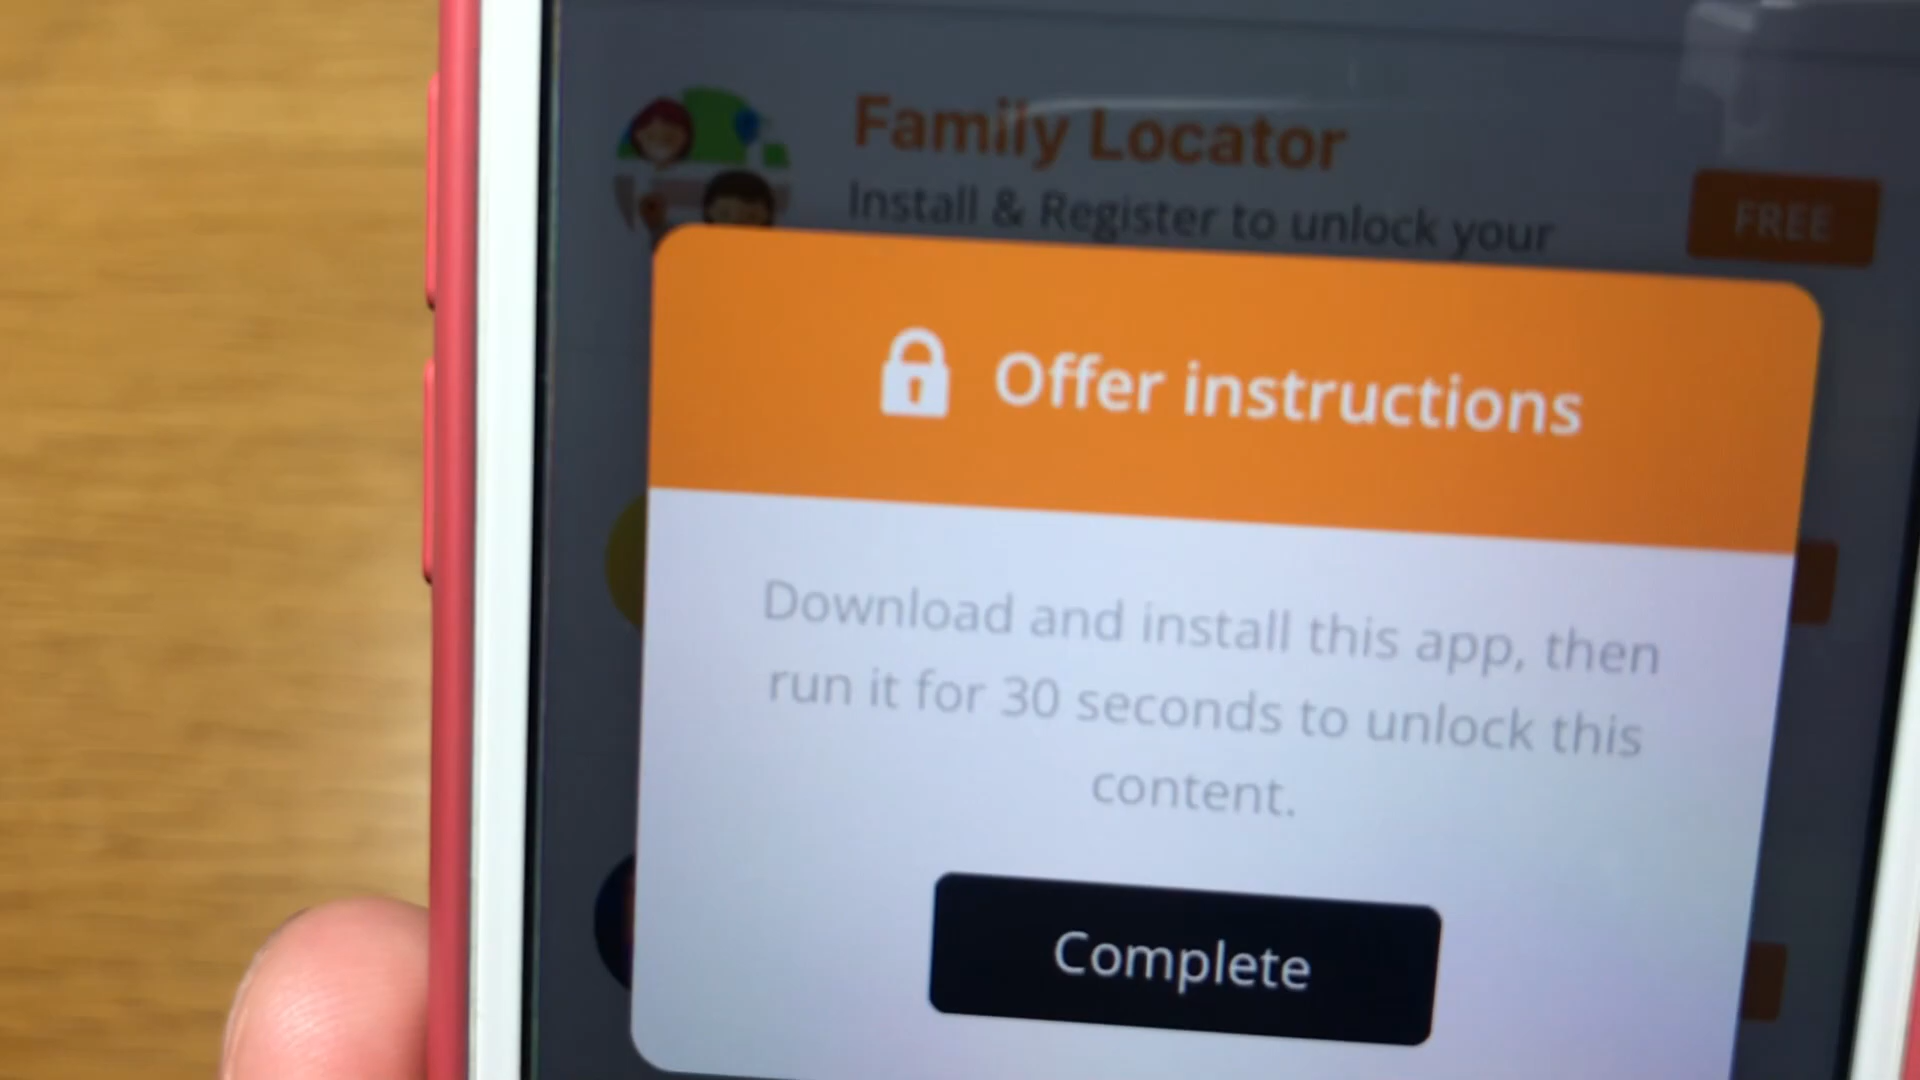 Family Locator
Install & Register to unlock your
FREE
Offer instructions
Download and install this app, then
run it for 30 seconds to unlock this
content.
Complete